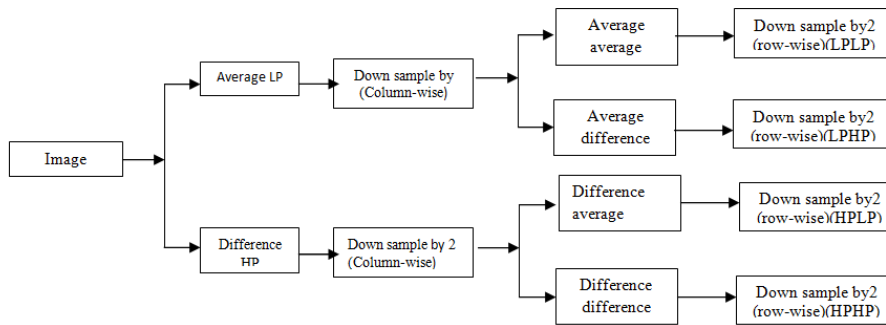 Image
Average LP
Down sample by
(Column-wise)
Average
average
Down sample by2
(row-wise)(LPLP)
Average
difference
Down sample by2
(row-wise)(LPHP)
Difference
HP
Down sample by 2
(Column-wise)
Difference
average
Down sample by2
(row-wise)(HPLP)
Difference
difference
Down sample by2
(row-wise)(HPHP)